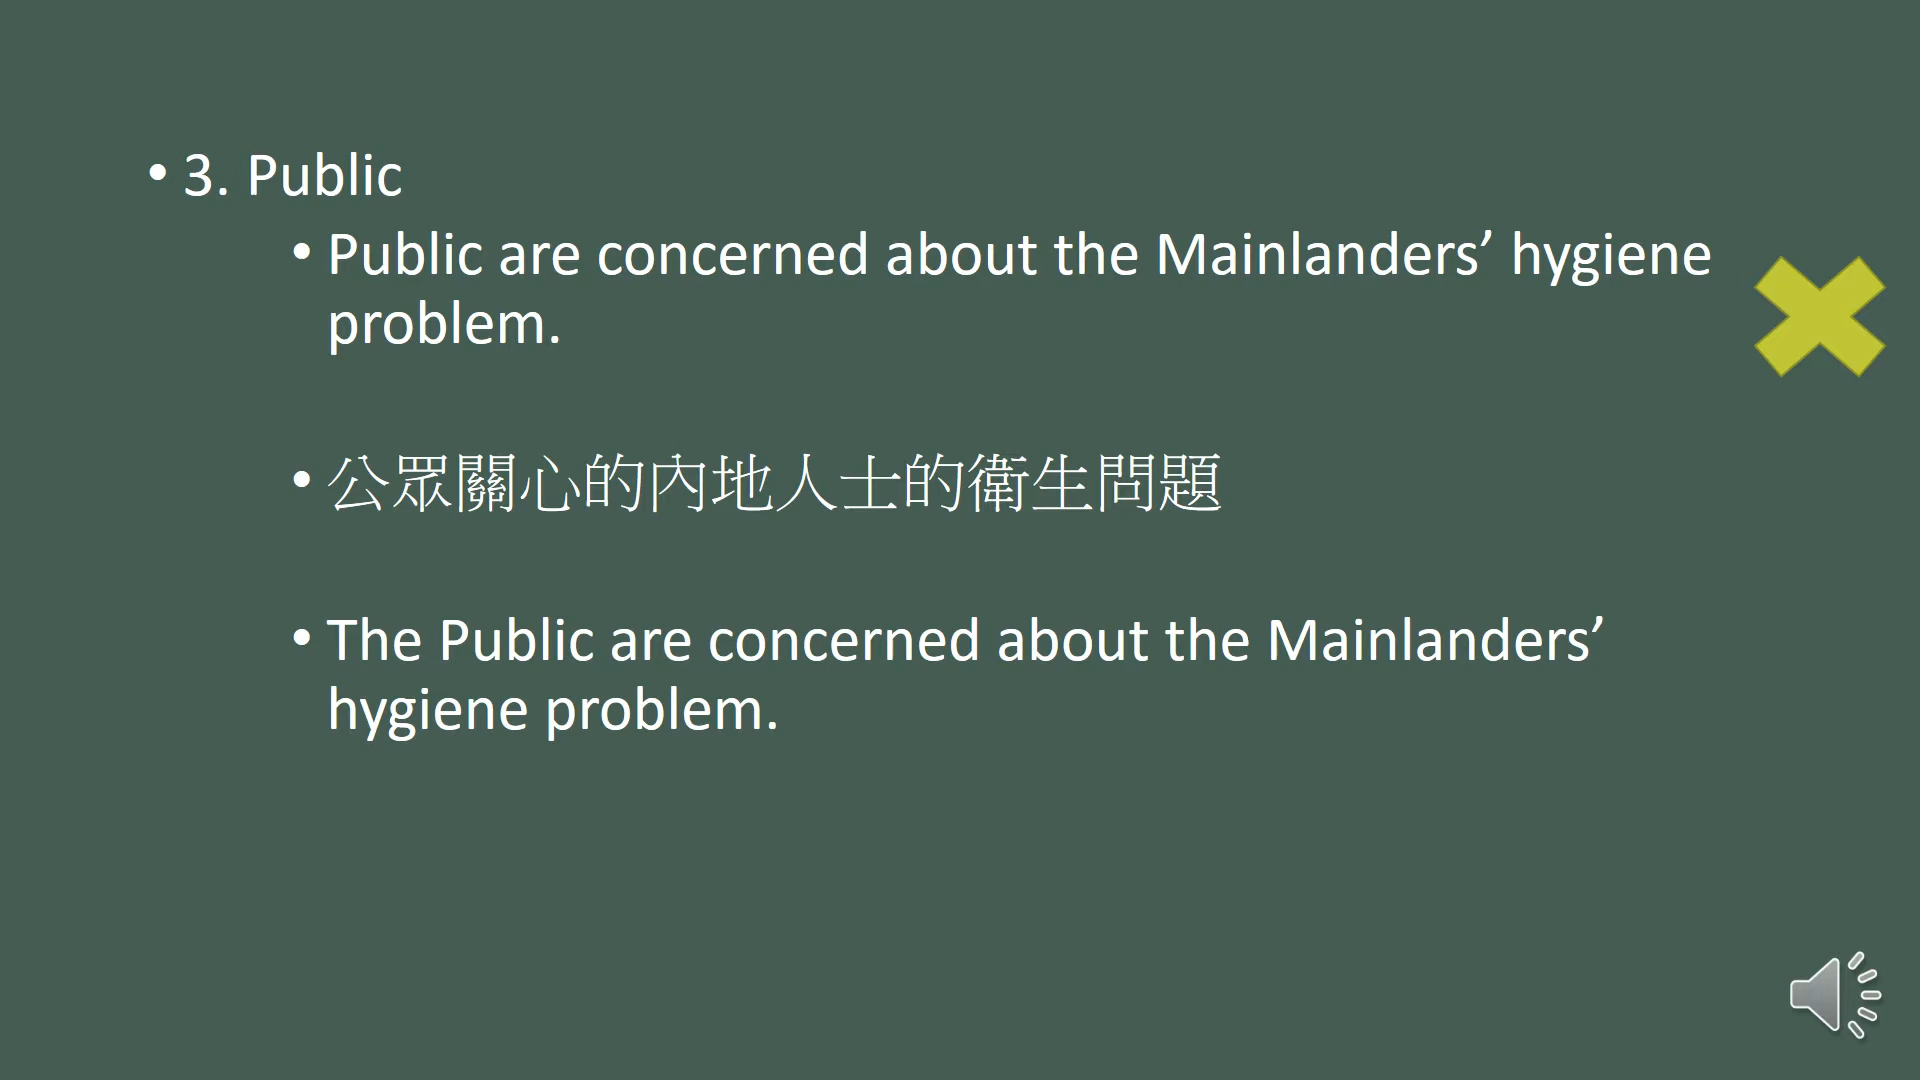 • 3. Public
• Public are concerned about the Mainlanders’ hygiene
problem.
• 公眾關心的內地人士的衛生問題
• The Public are concerned about the Mainlanders’
hygiene problem.